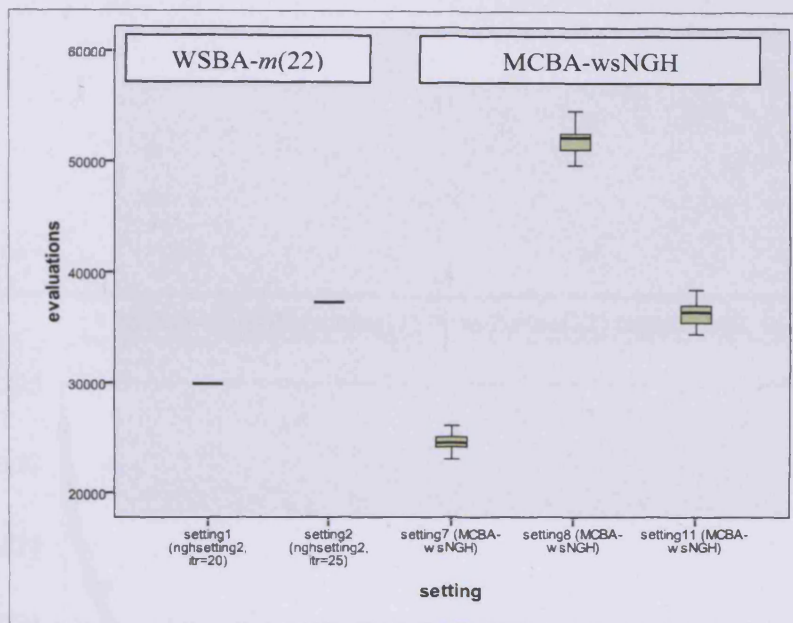 WSBA-m(22)
MCBA-wsNGH
60000
50000
40000
30000
20000
evaluations
setting1
(nghsetting2,
itr=20)
setting2
(nghsetting2,
itr=25)
setting7 (MCBA-
wsNGH)
setting8 (MCBA-
wsNGH)
setting11 (MCBA-
wsNGH)
setting